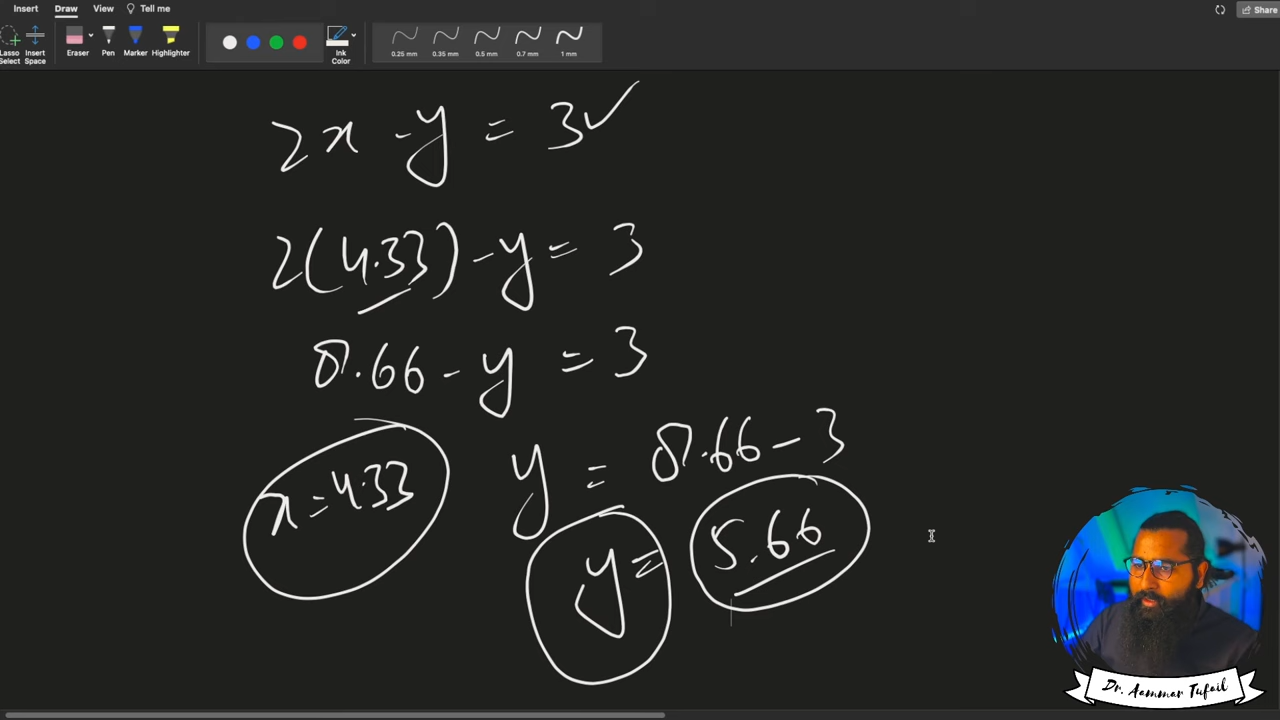 Insert Draw View Tell me Share
Lasso Select Insert Space Eraser Pen Marker Highlighter Ink Color 0.25 mm 0.35 mm 0.5 mm 0.7 mm 1 mm
2x - y = 3 ✓
2(4.33) - y = 3
8.66 - y = 3
y = 8.66 - 3
x = 4.33
y = 5.66
Dr. Aammar Tufail